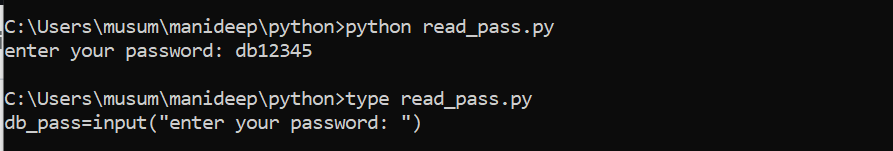 C:\Users\musum\manideep\python>python read_pass.py
enter your password: db12345
C:\Users\musum\manideep\python>type read_pass.py
db_pass=input("enter your password: ")